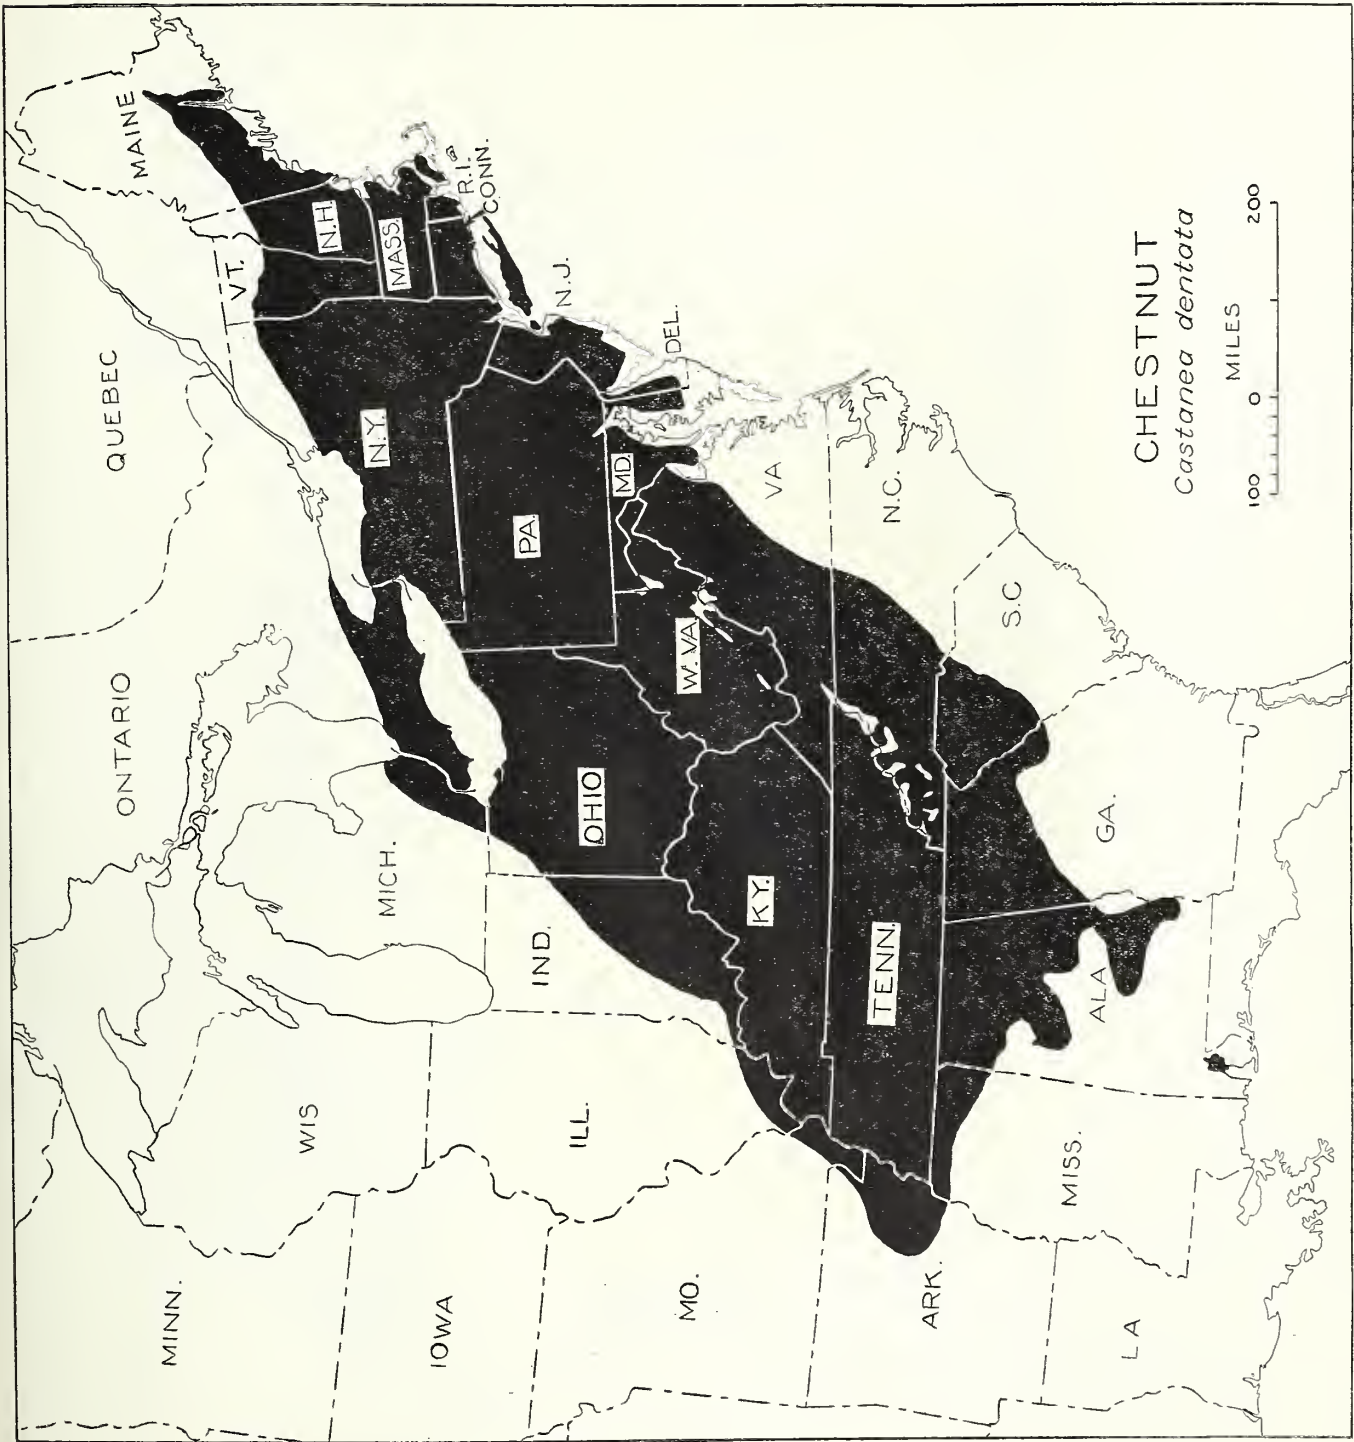 QUEBEC
ONTARIO
MAINE
VT.
N.H.
MASS.
R.I.
CONN.
N.Y.
N.J.
PA.
DEL.
MD.
W. VA.
VA
OHIO
MICH.
IND.
KY.
N.C.
TENN.
S.C
GA.
ALA
MISS.
WIS
ILL.
MINN.
IOWA
MO.
ARK.
LA
CHESTNUT
Castanea dentata
MILES
100 0 200